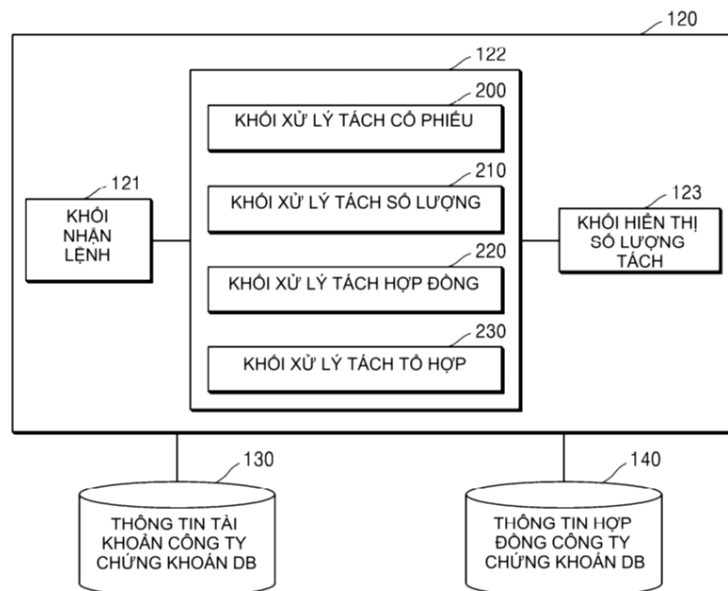 120
122
200
KHỐI XỬ LÝ TÁCH CỔ PHIẾU
210
KHỐI XỬ LÝ TÁCH SỐ LƯỢNG
220
KHỐI XỬ LÝ TÁCH HỢP ĐỒNG
230
KHỐI XỬ LÝ TÁCH TỔ HỢP
121
KHỐI
NHẬN
LỆNH
123
KHỐI HIỂN THỊ
SỐ LƯỢNG
TÁCH
130
THÔNG TIN TÀI
KHOẢN CÔNG TY
CHỨNG KHOÁN DB
140
THÔNG TIN HỢP
ĐỒNG CÔNG TY
CHỨNG KHOÁN DB